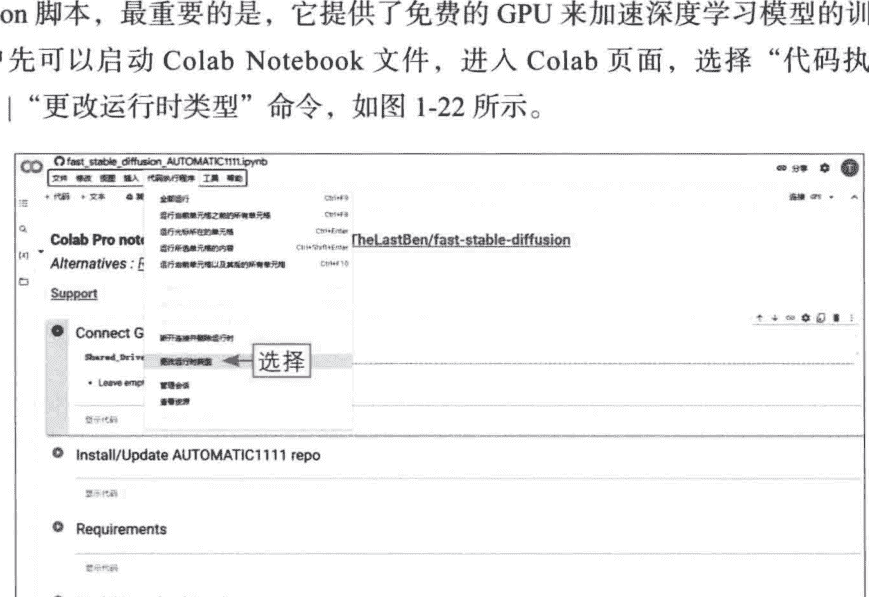 on 脚本，最重要的是，它提供了免费的 GPU 来加速深度学习模型的训
先可以启动 Colab Notebook 文件，进入 Colab 页面，选择“代码执
|“更改运行时类型”命令，如图 1-22 所示。
fast_stable_diffusion_AUTOMATIC1111.ipynb
文件 修改 视图 插入 代码执行程序 工具 帮助
分享
+ 代码 + 文本
连接
全部运行 Ctrl+F9
运行当前单元格之前的所有单元格 Ctrl+F8
运行光标所在的单元格 Ctrl+Enter
运行所选单元格的内容 Ctrl+Shift+Enter
运行当前单元格以及其后的所有单元格 Ctrl+F10
Colab Pro note
TheLastBen/fast-stable-diffusion
Alternatives :
Support
断开连接并删除运行时
Connect G
更改运行时类型
选择
Shared_Drive
• Leave empt
管理会话
查看资源
显示代码
Install/Update AUTOMATIC1111 repo
显示代码
Requirements
显示代码